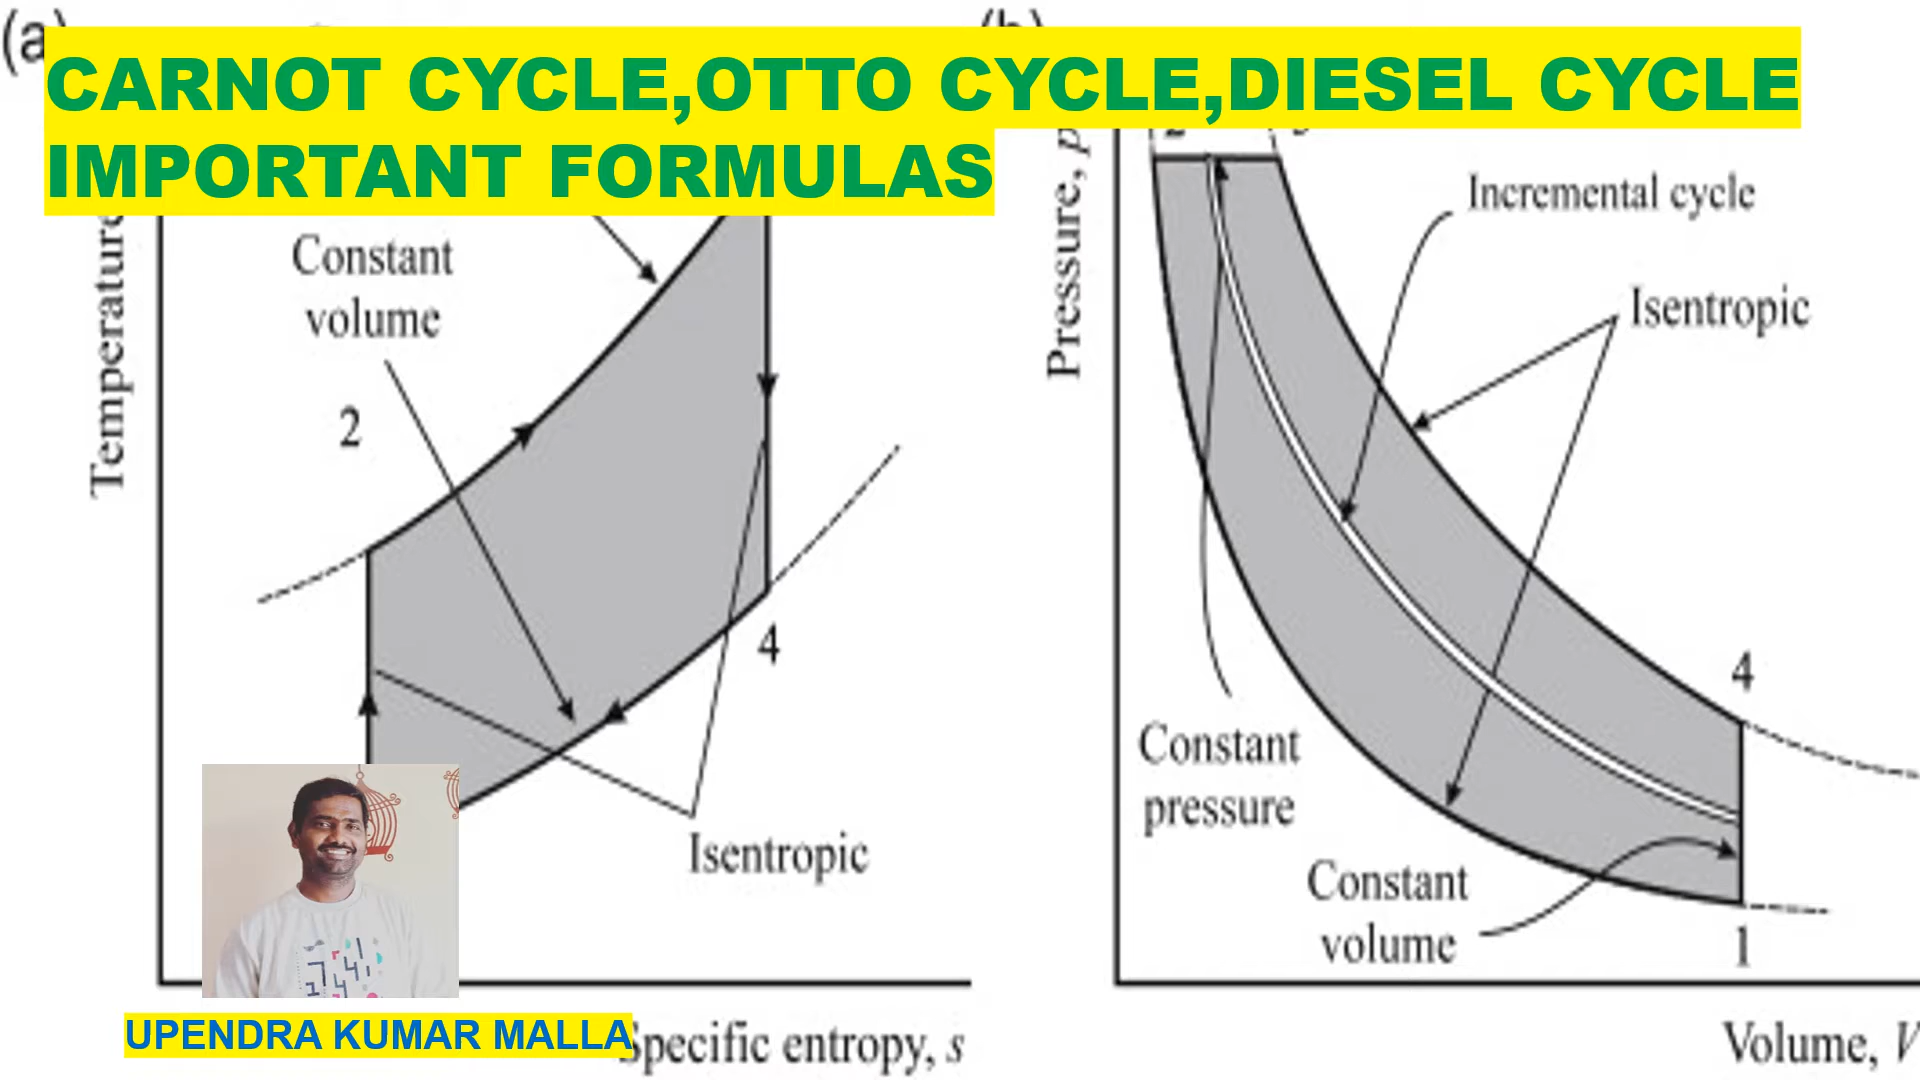 (a)
CARNOT CYCLE,OTTO CYCLE,DIESEL CYCLE
IMPORTANT FORMULAS
Temperature
Constant
volume
2
4
Isentropic
Specific entropy, s
Pressure, p
Incremental cycle
Isentropic
4
Constant
pressure
Constant
volume
1
Volume, V
UPENDRA KUMAR MALLA